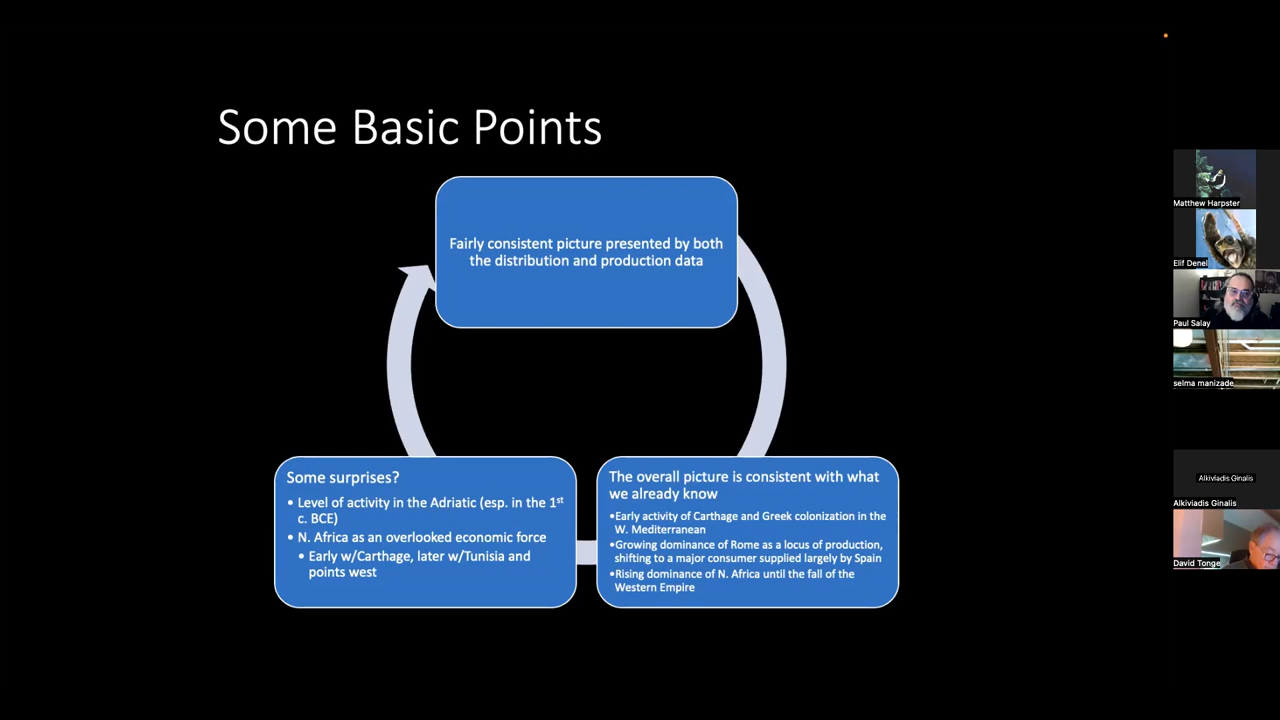 Some Basic Points
Fairly consistent picture presented by both
the distribution and production data
Some surprises?
• Level of activity in the Adriatic (esp. in the 1st
c. BCE)
• N. Africa as an overlooked economic force
• Early w/Carthage, later w/Tunisia and
points west
The overall picture is consistent with what
we already know
•Early activity of Carthage and Greek colonization in the
W. Mediterranean
•Growing dominance of Rome as a locus of production,
shifting to a major consumer supplied largely by Spain
•Rising dominance of N. Africa until the fall of the
Western Empire
Matthew Harpster
Elif Denel
Paul Salay
selma manizade
Alkiviadis Ginalis
Alkiviadis Ginalis
David Tonge